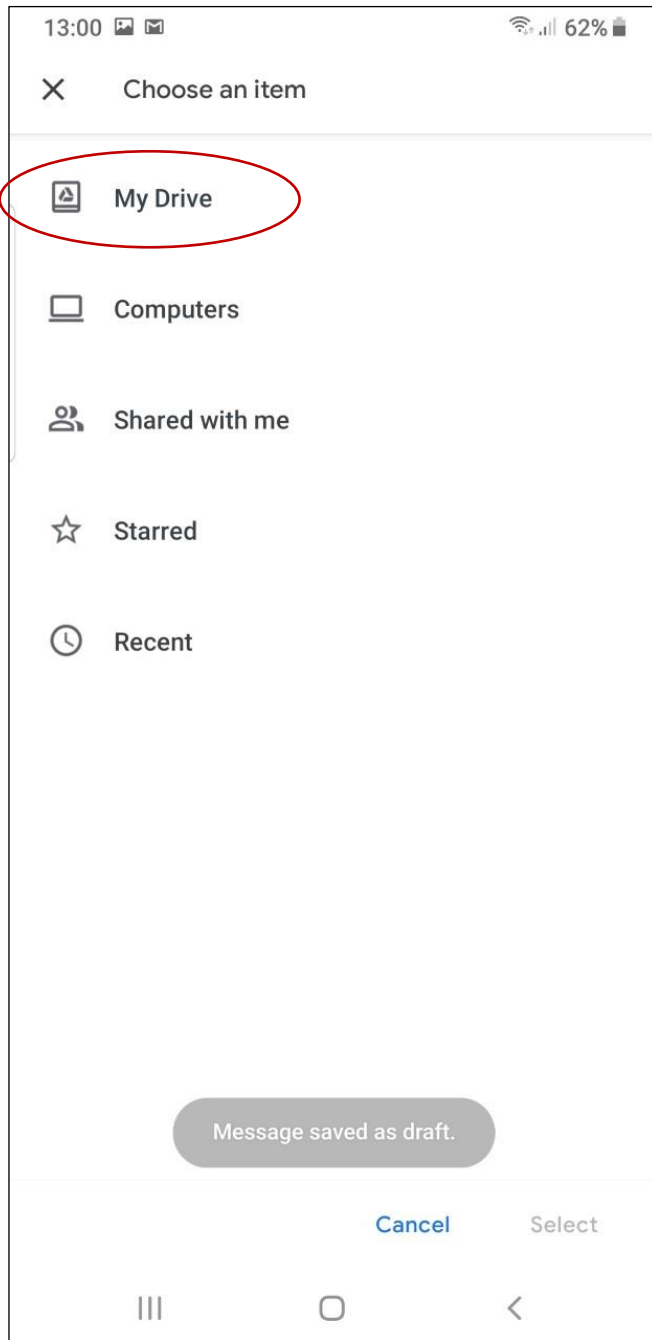 13:00 62%
Choose an item
My Drive
Computers
Shared with me
Starred
Recent
Message saved as draft.
Cancel Select